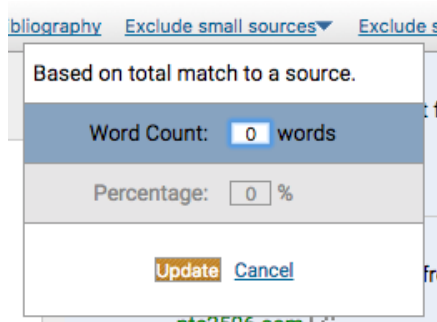 bliography Exclude small sources Exclude s
Based on total match to a source.
Word Count: 0 words
Percentage: 0 %
Update Cancel